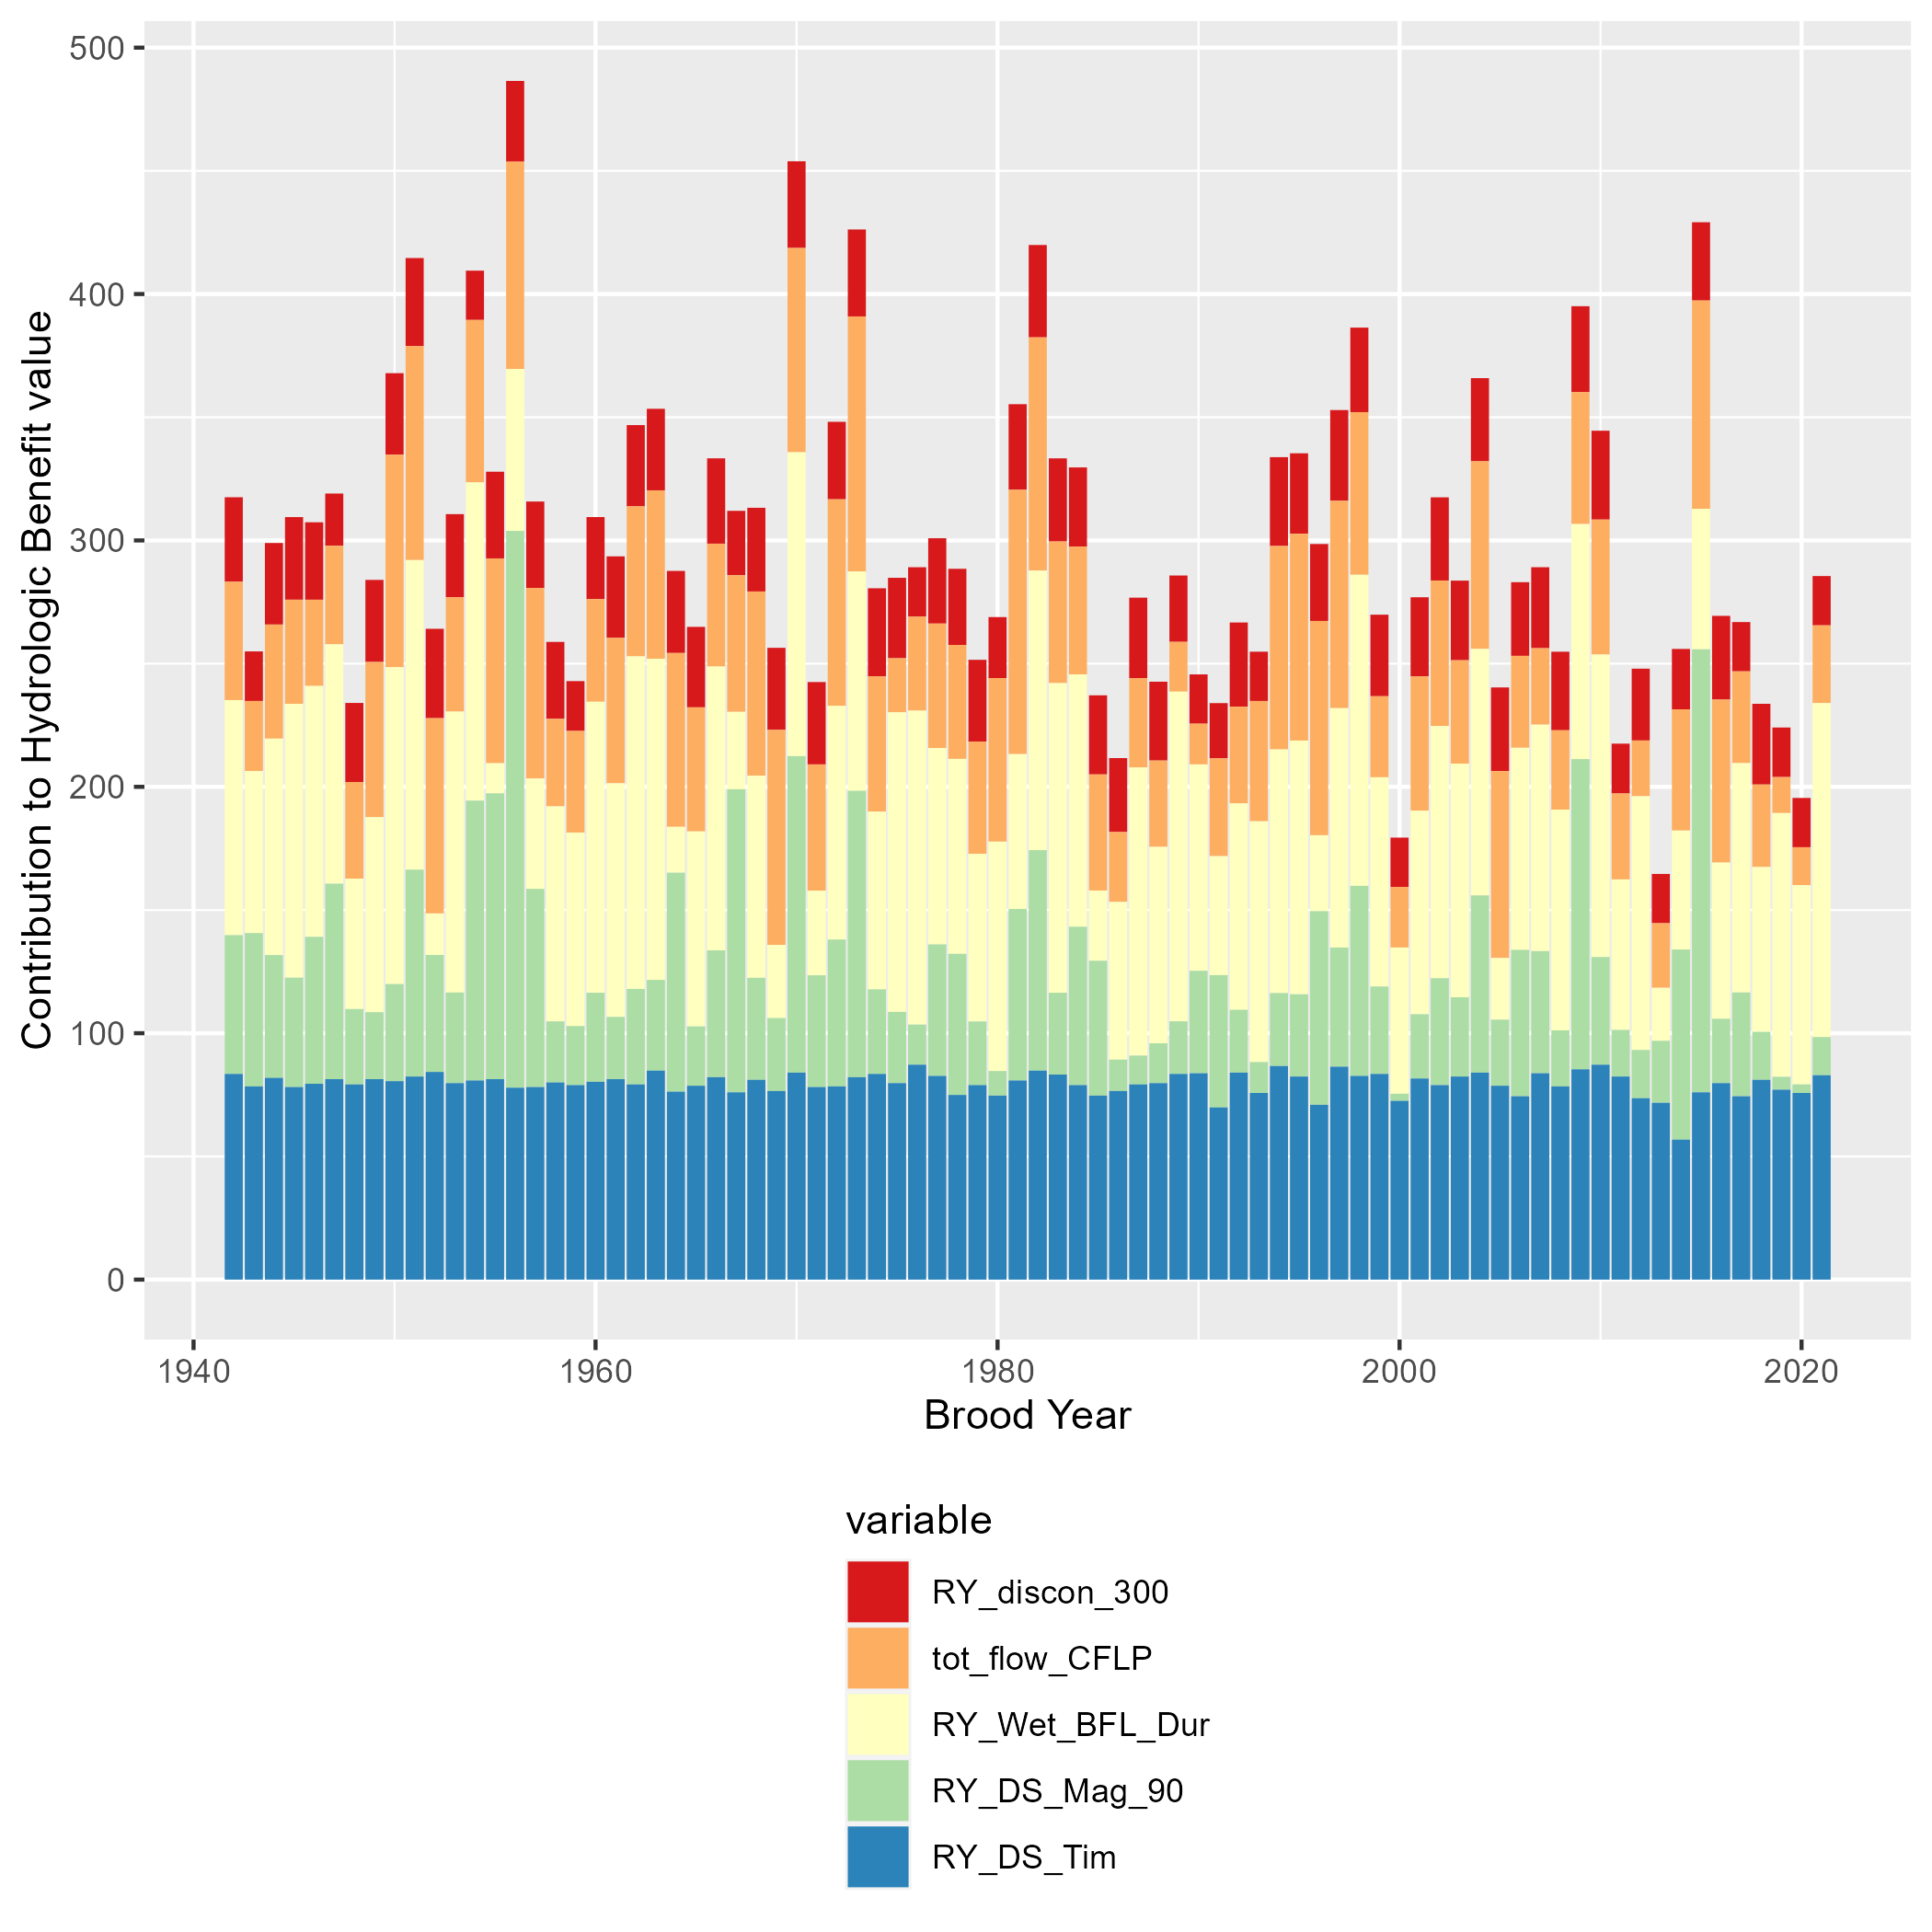 500
400
300
200
100
0
Contribution to Hydrologic Benefit value
1940 1960 1980 2000 2020
Brood Year
variable
RY_discon_300
tot_flow_CFLP
RY_Wet_BFL_Dur
RY_DS_Mag_90
RY_DS_Tim